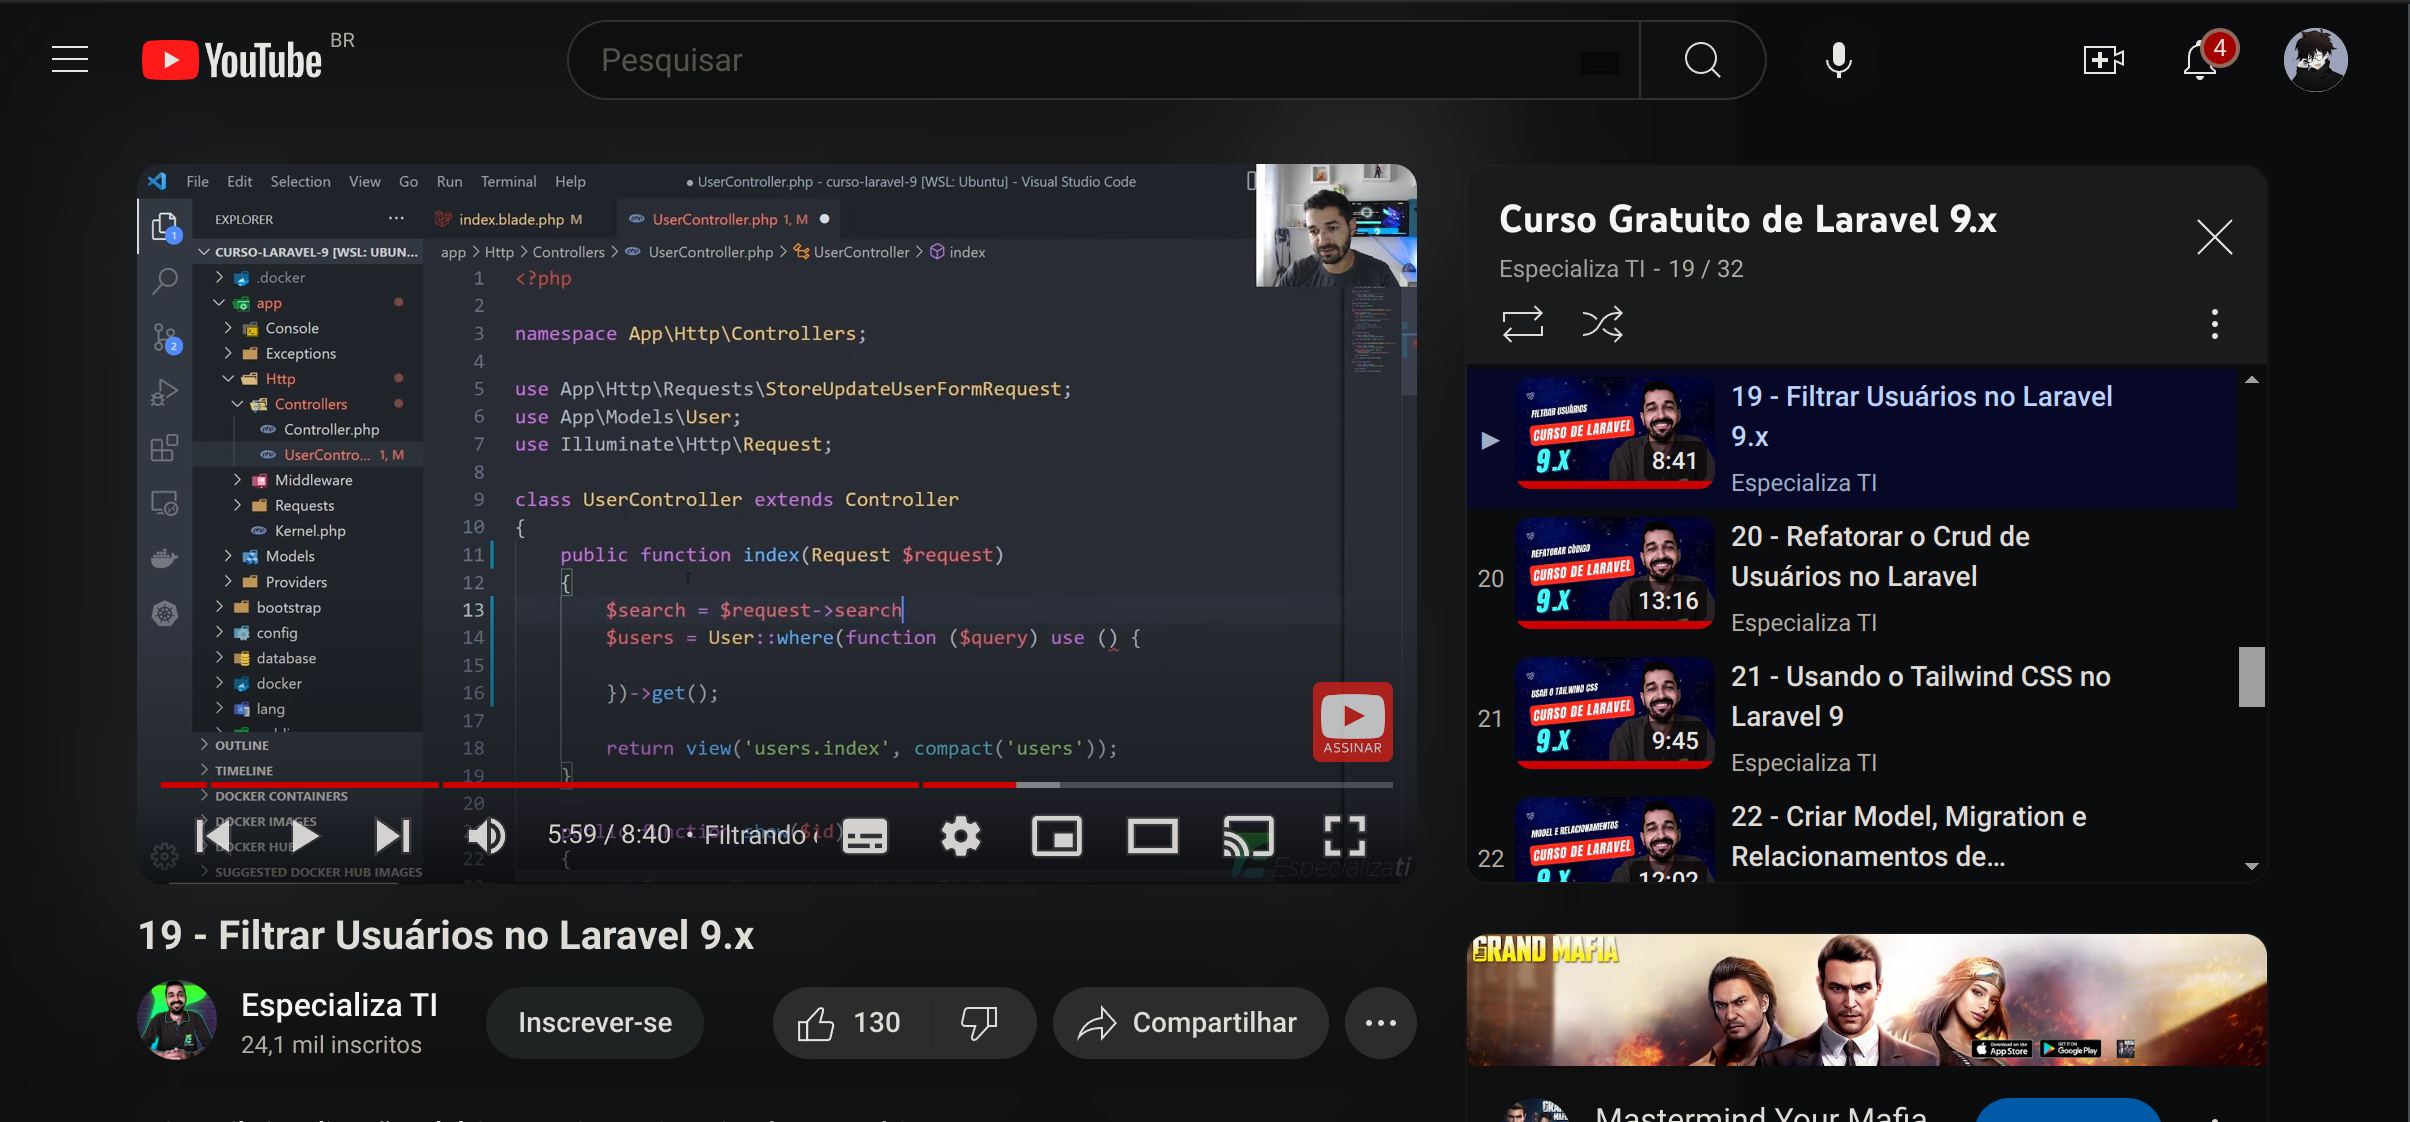 YouTube BR
Pesquisar
4
File Edit Selection View Go Run Terminal Help
● UserController.php - curso-laravel-9 [WSL: Ubuntu] - Visual Studio Code
EXPLORER ···
index.blade.php M
UserController.php 1, M ●
CURSO-LARAVEL-9 [WSL: UBUN...
app > Http > Controllers > UserController.php > UserController > index
.docker
app
Console
Exceptions
Http
Controllers
Controller.php
UserContro... 1, M
Middleware
Requests
Kernel.php
Models
Providers
bootstrap
config
database
docker
lang
OUTLINE
TIMELINE
DOCKER CONTAINERS
DOCKER IMAGES
DOCKER HUB
SUGGESTED DOCKER HUB IMAGES
1
2
1 <?php
2
3 namespace App\Http\Controllers;
4
5 use App\Http\Requests\StoreUpdateUserFormRequest;
6 use App\Models\User;
7 use Illuminate\Http\Request;
8
9 class UserController extends Controller
10 {
11 public function index(Request $request)
12 {
13 $search = $request->search
14 $users = User::where(function ($query) use () {
15
16 })->get();
17
18 return view('users.index', compact('users'));
19 }
20
public function show($id)
22 {
ASSINAR
5:59 / 8:40 • Filtrando
Especializati
Curso Gratuito de Laravel 9.x
Especializa TI - 19 / 32
FILTRAR USUÁRIOS
CURSO DE LARAVEL
9.X
8:41
19 - Filtrar Usuários no Laravel
9.x
Especializa TI
20
REFATORAR CÓDIGO
CURSO DE LARAVEL
9.X
13:16
20 - Refatorar o Crud de
Usuários no Laravel
Especializa TI
21
USAR O TAILWIND CSS
CURSO DE LARAVEL
9.X
9:45
21 - Usando o Tailwind CSS no
Laravel 9
Especializa TI
22
MODEL E RELACIONAMENTOS
CURSO DE LARAVEL
9.X
12:02
22 - Criar Model, Migration e
Relacionamentos de...
19 - Filtrar Usuários no Laravel 9.x
Especializa TI
24,1 mil inscritos
Inscrever-se
130
Compartilhar
GRAND MAFIA
Download on the App Store
GET IT ON Google Play
Mastermind Your Mafia